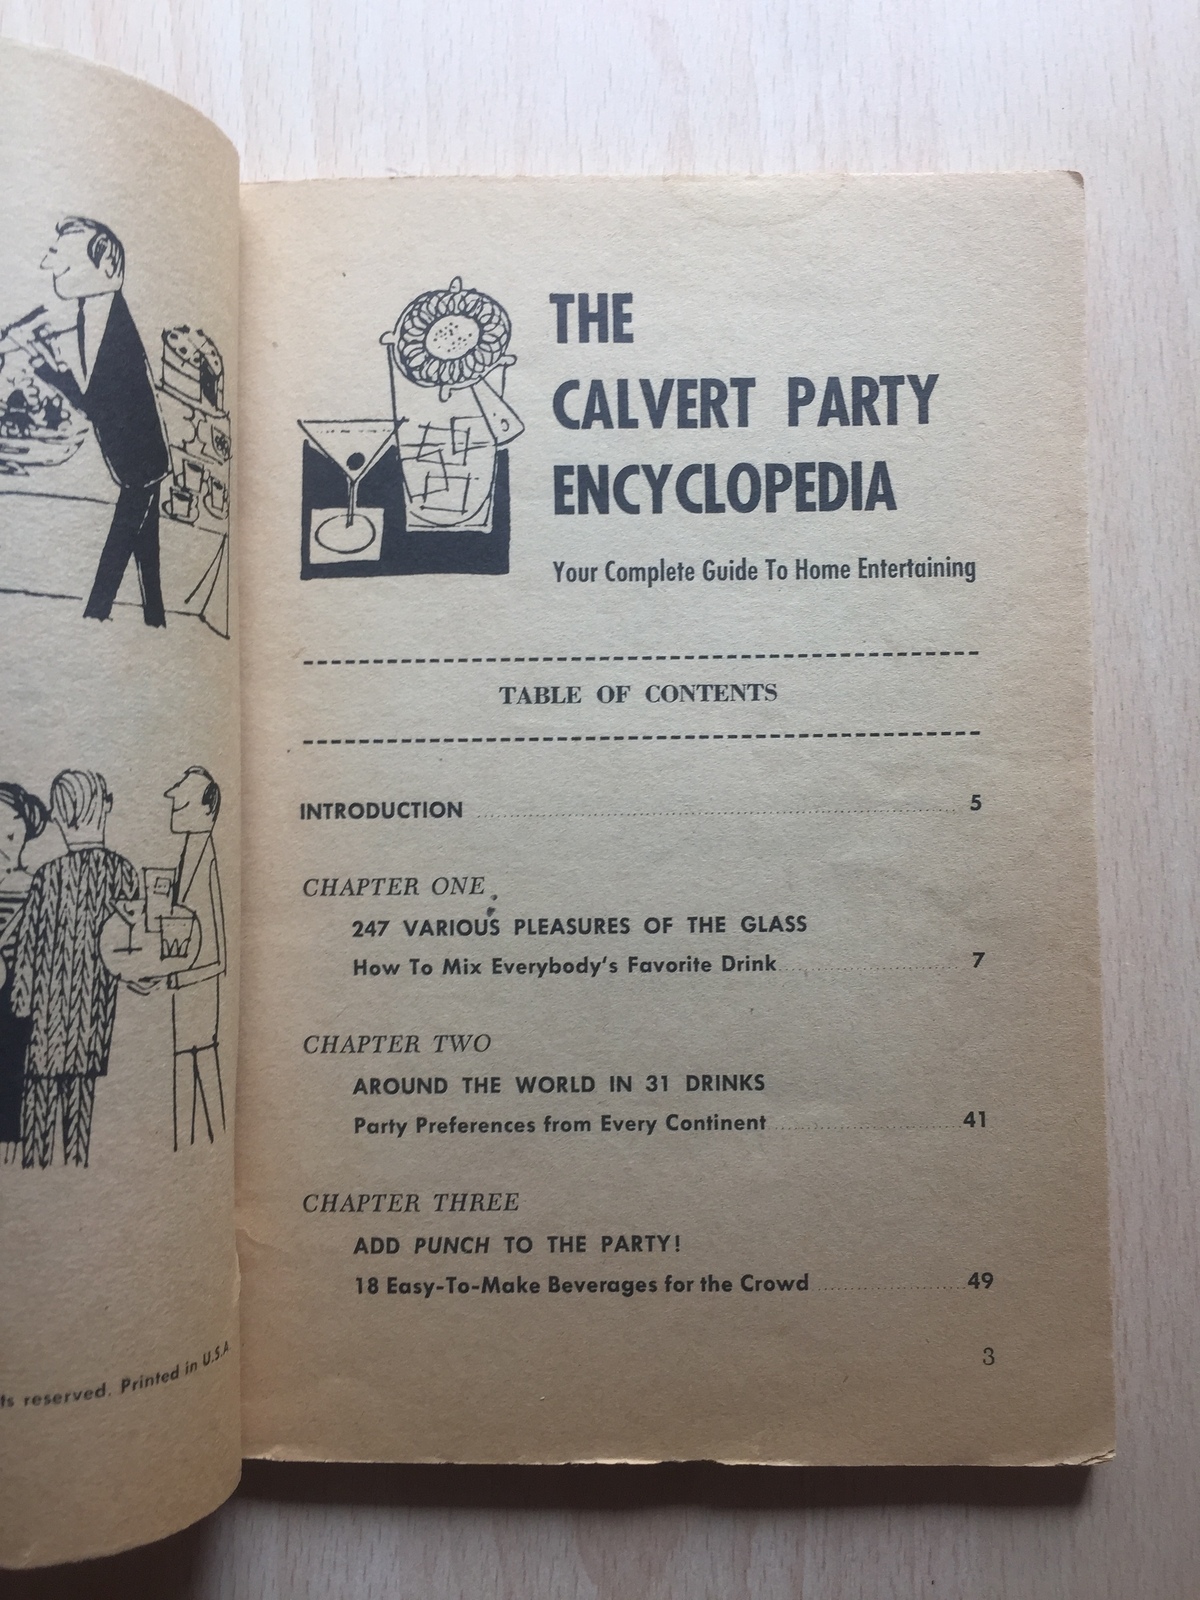 ts reserved. Printed in U.S.A.
THE
CALVERT PARTY
ENCYCLOPEDIA
Your Complete Guide To Home Entertaining
TABLE OF CONTENTS
INTRODUCTION 5
CHAPTER ONE
247 VARIOUS PLEASURES OF THE GLASS
How To Mix Everybody's Favorite Drink 7
CHAPTER TWO
AROUND THE WORLD IN 31 DRINKS
Party Preferences from Every Continent 41
CHAPTER THREE
ADD PUNCH TO THE PARTY!
18 Easy-To-Make Beverages for the Crowd 49
3